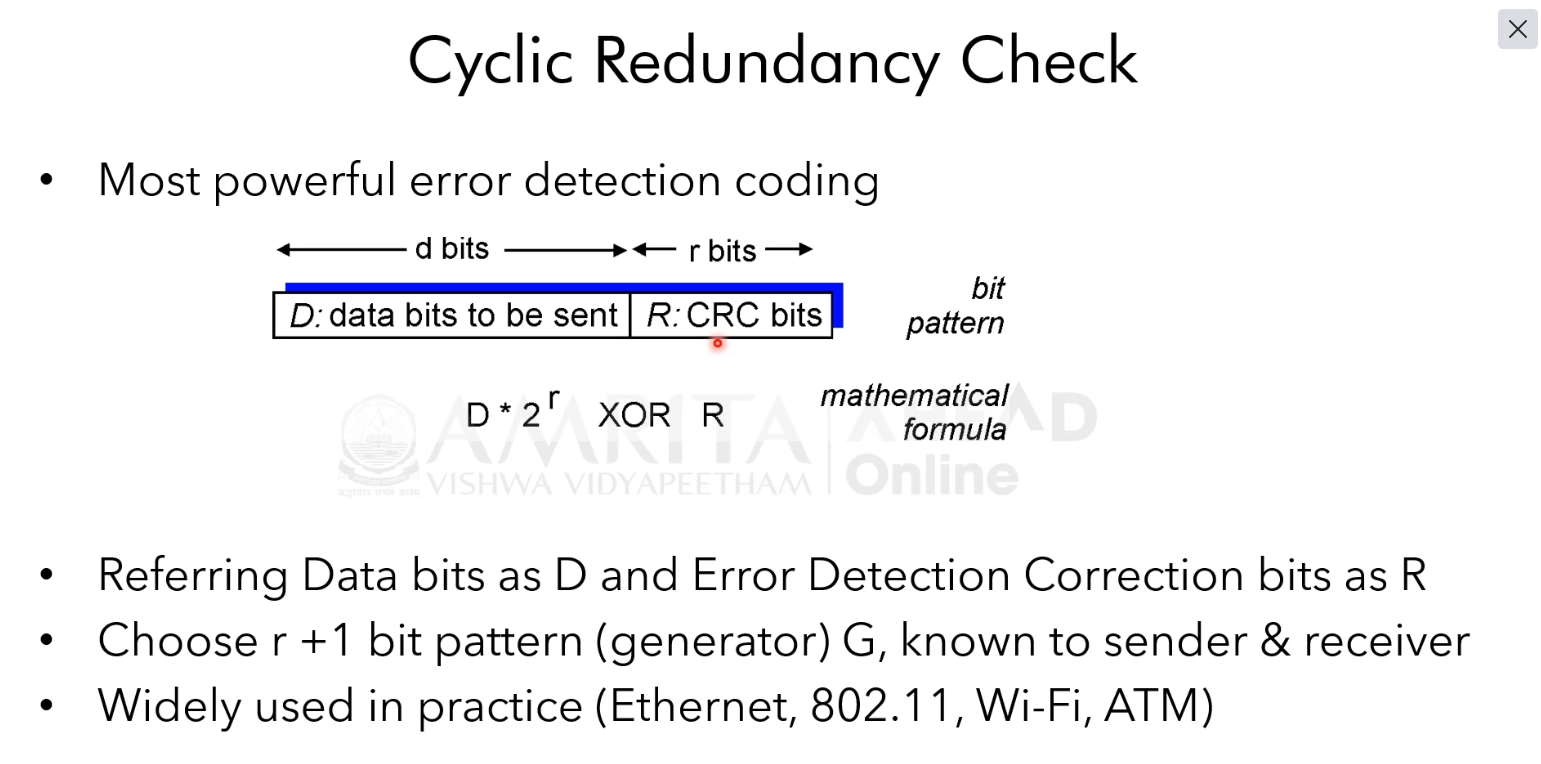 Cyclic Redundancy Check
• Most powerful error detection coding
d bits r bits
D: data bits to be sent R: CRC bits
bit
pattern
D * 2^r XOR R
mathematical
formula
AMRITA AHEAD
VISHWA VIDYAPEETHAM Online
• Referring Data bits as D and Error Detection Correction bits as R
• Choose r +1 bit pattern (generator) G, known to sender & receiver
• Widely used in practice (Ethernet, 802.11, Wi-Fi, ATM)